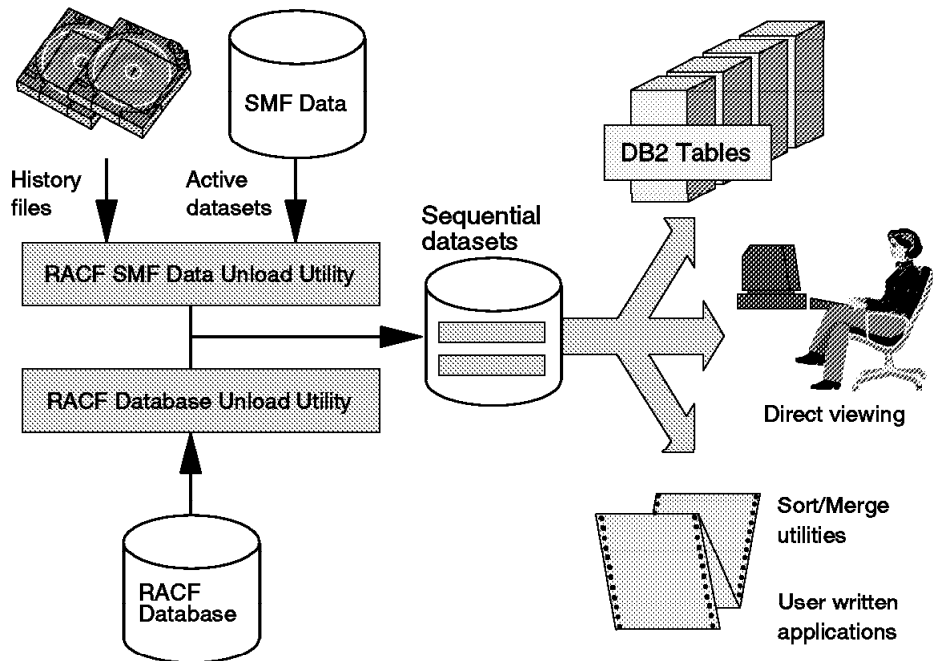 SMF Data
History
files
Active
datasets
RACF SMF Data Unload Utility
RACF Database Unload Utility
RACF
Database
Sequential
datasets
DB2 Tables
Direct viewing
Sort/Merge
utilities
User written
applications